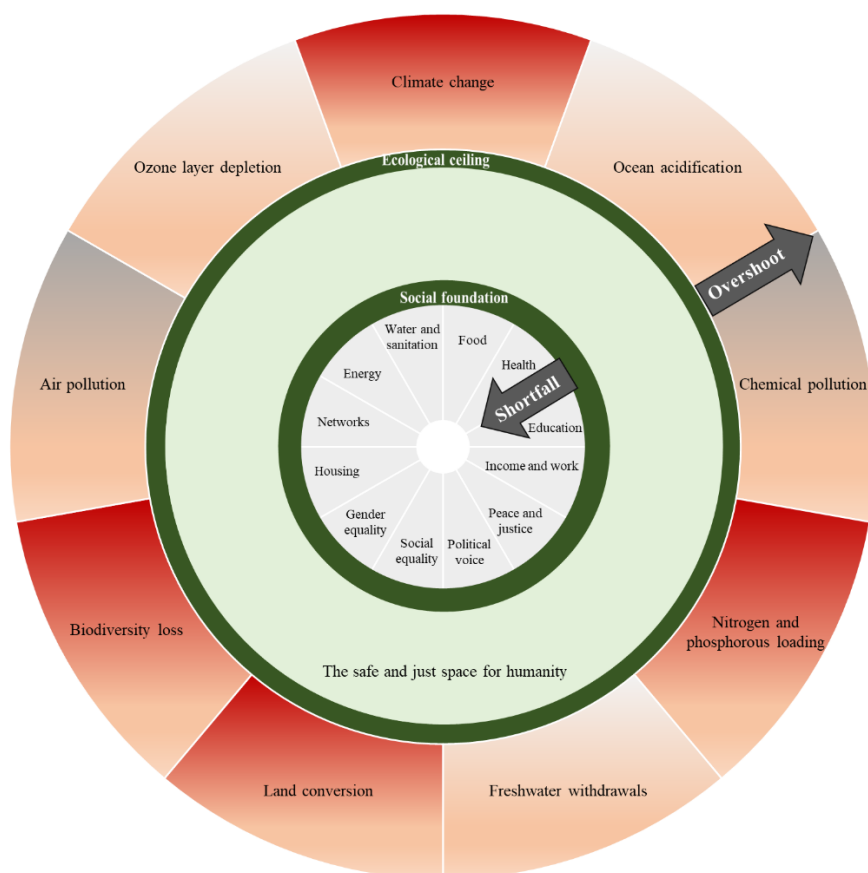 Climate change
Ecological ceiling
Ozone layer depletion
Ocean acidification
Overshoot
Social foundation
Water and
sanitation
Food
Health
Energy
Shortfall
Air pollution
Chemical pollution
Networks
Education
Housing
Income and work
Gender
equality
Peace and
justice
Social
equality
Political
voice
Biodiversity loss
Nitrogen and
phosphorous loading
The safe and just space for humanity
Land conversion
Freshwater withdrawals